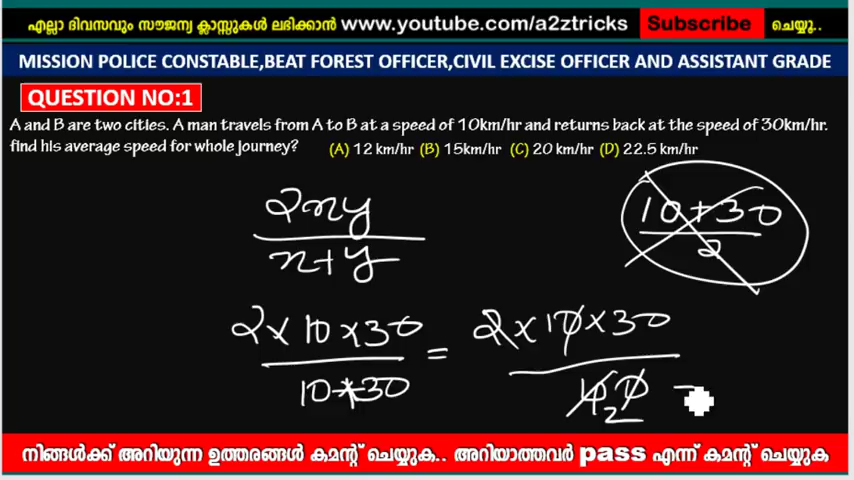 എല്ലാ ദിവസവും സൗജന്യ ക്ലാസ്സുകൾ ലഭിക്കാൻ www.youtube.com/a2ztricks Subscribe ചെയ്യൂ..
MISSION POLICE CONSTABLE,BEAT FOREST OFFICER,CIVIL EXCISE OFFICER AND ASSISTANT GRADE
QUESTION NO:1
A and B are two cities. A man travels from A to B at a speed of 10km/hr and returns back at the speed of 30km/hr.
find his average speed for whole journey? (A) 12 km/hr (B) 15km/hr (C) 20 km/hr (D) 22.5 km/hr
2xy 10+30
x+y 2
2×10×30 = 2×10×30
10+30 40 =
2
നിങ്ങൾക്ക് അറിയുന്ന ഉത്തരങ്ങൾ കമന്റ് ചെയ്യുക.. അറിയാത്തവർ pass എന്ന് കമന്റ് ചെയ്യുക